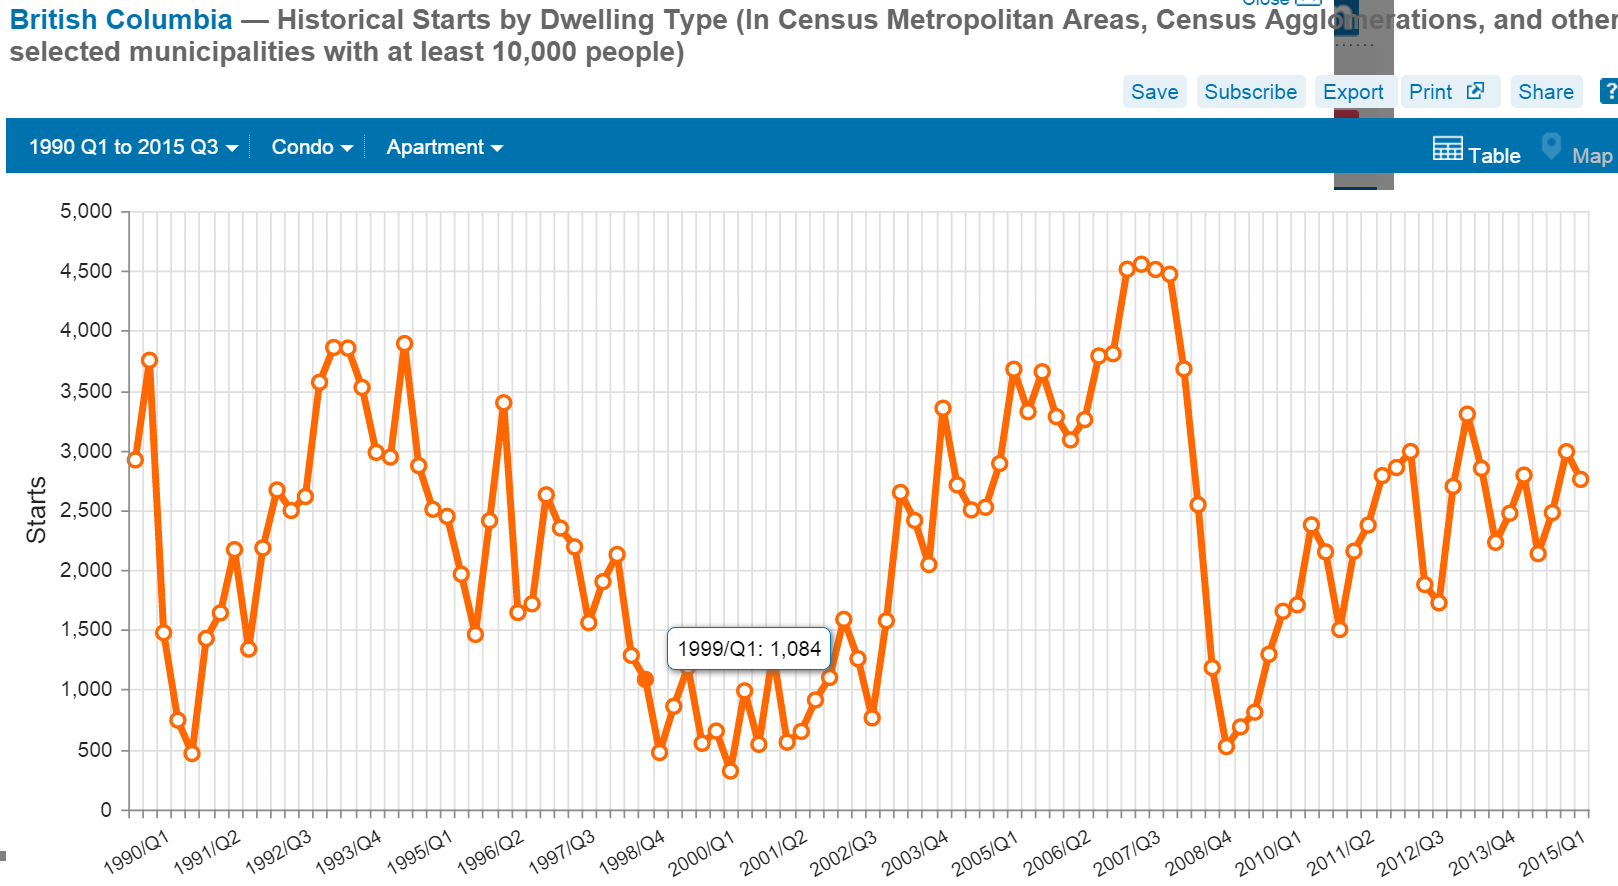 Close
British Columbia — Historical Starts by Dwelling Type (In Census Metropolitan Areas, Census Agglomerations, and other
selected municipalities with at least 10,000 people)
Save Subscribe Export Print Share ?
1990 Q1 to 2015 Q3 Condo Apartment Table Map
5,000
4,500
4,000
3,500
3,000
2,500
2,000
1,500
1,000
500
0
Starts
1999/Q1: 1,084
1990/Q1 1991/Q2 1992/Q3 1993/Q4 1995/Q1 1996/Q2 1997/Q3 1998/Q4 2000/Q1 2001/Q2 2002/Q3 2003/Q4 2005/Q1 2006/Q2 2007/Q3 2008/Q4 2010/Q1 2011/Q2 2012/Q3 2013/Q4 2015/Q1